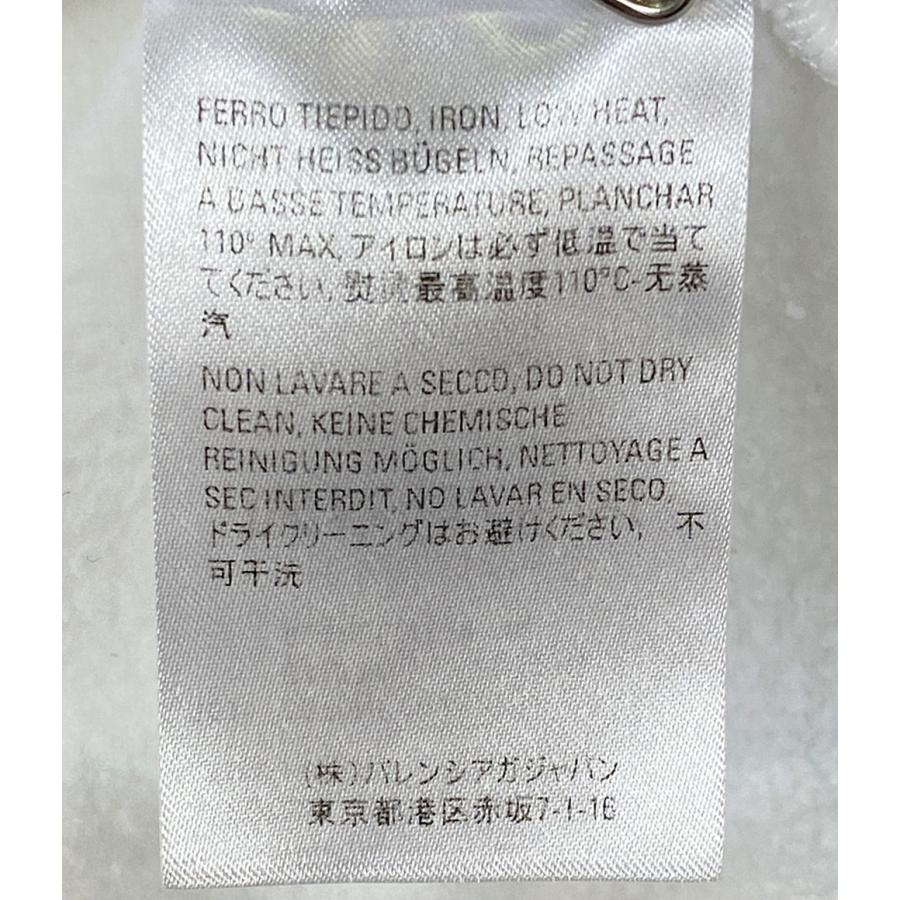 FERRO TIEPIDO, IRON, LOW HEAT,
NICHT HEISS BÜGELN, REPASSAGE
A BASSE TEMPERATURE, PLANCHAR
110° MAX, アイロンは必ず低温で当て
てください, 熨烫最高温度110°C-无蒸
汽
NON LAVARE A SECCO, DO NOT DRY
CLEAN, KEINE CHEMISCHE
REINIGUNG MÖGLICH, NETTOYAGE A
SEC INTERDIT, NO LAVAR EN SECO,
ドライクリーニングはお避けください, 不
可干洗
(株)バレンシアガジャパン
東京都港区赤坂7-1-16